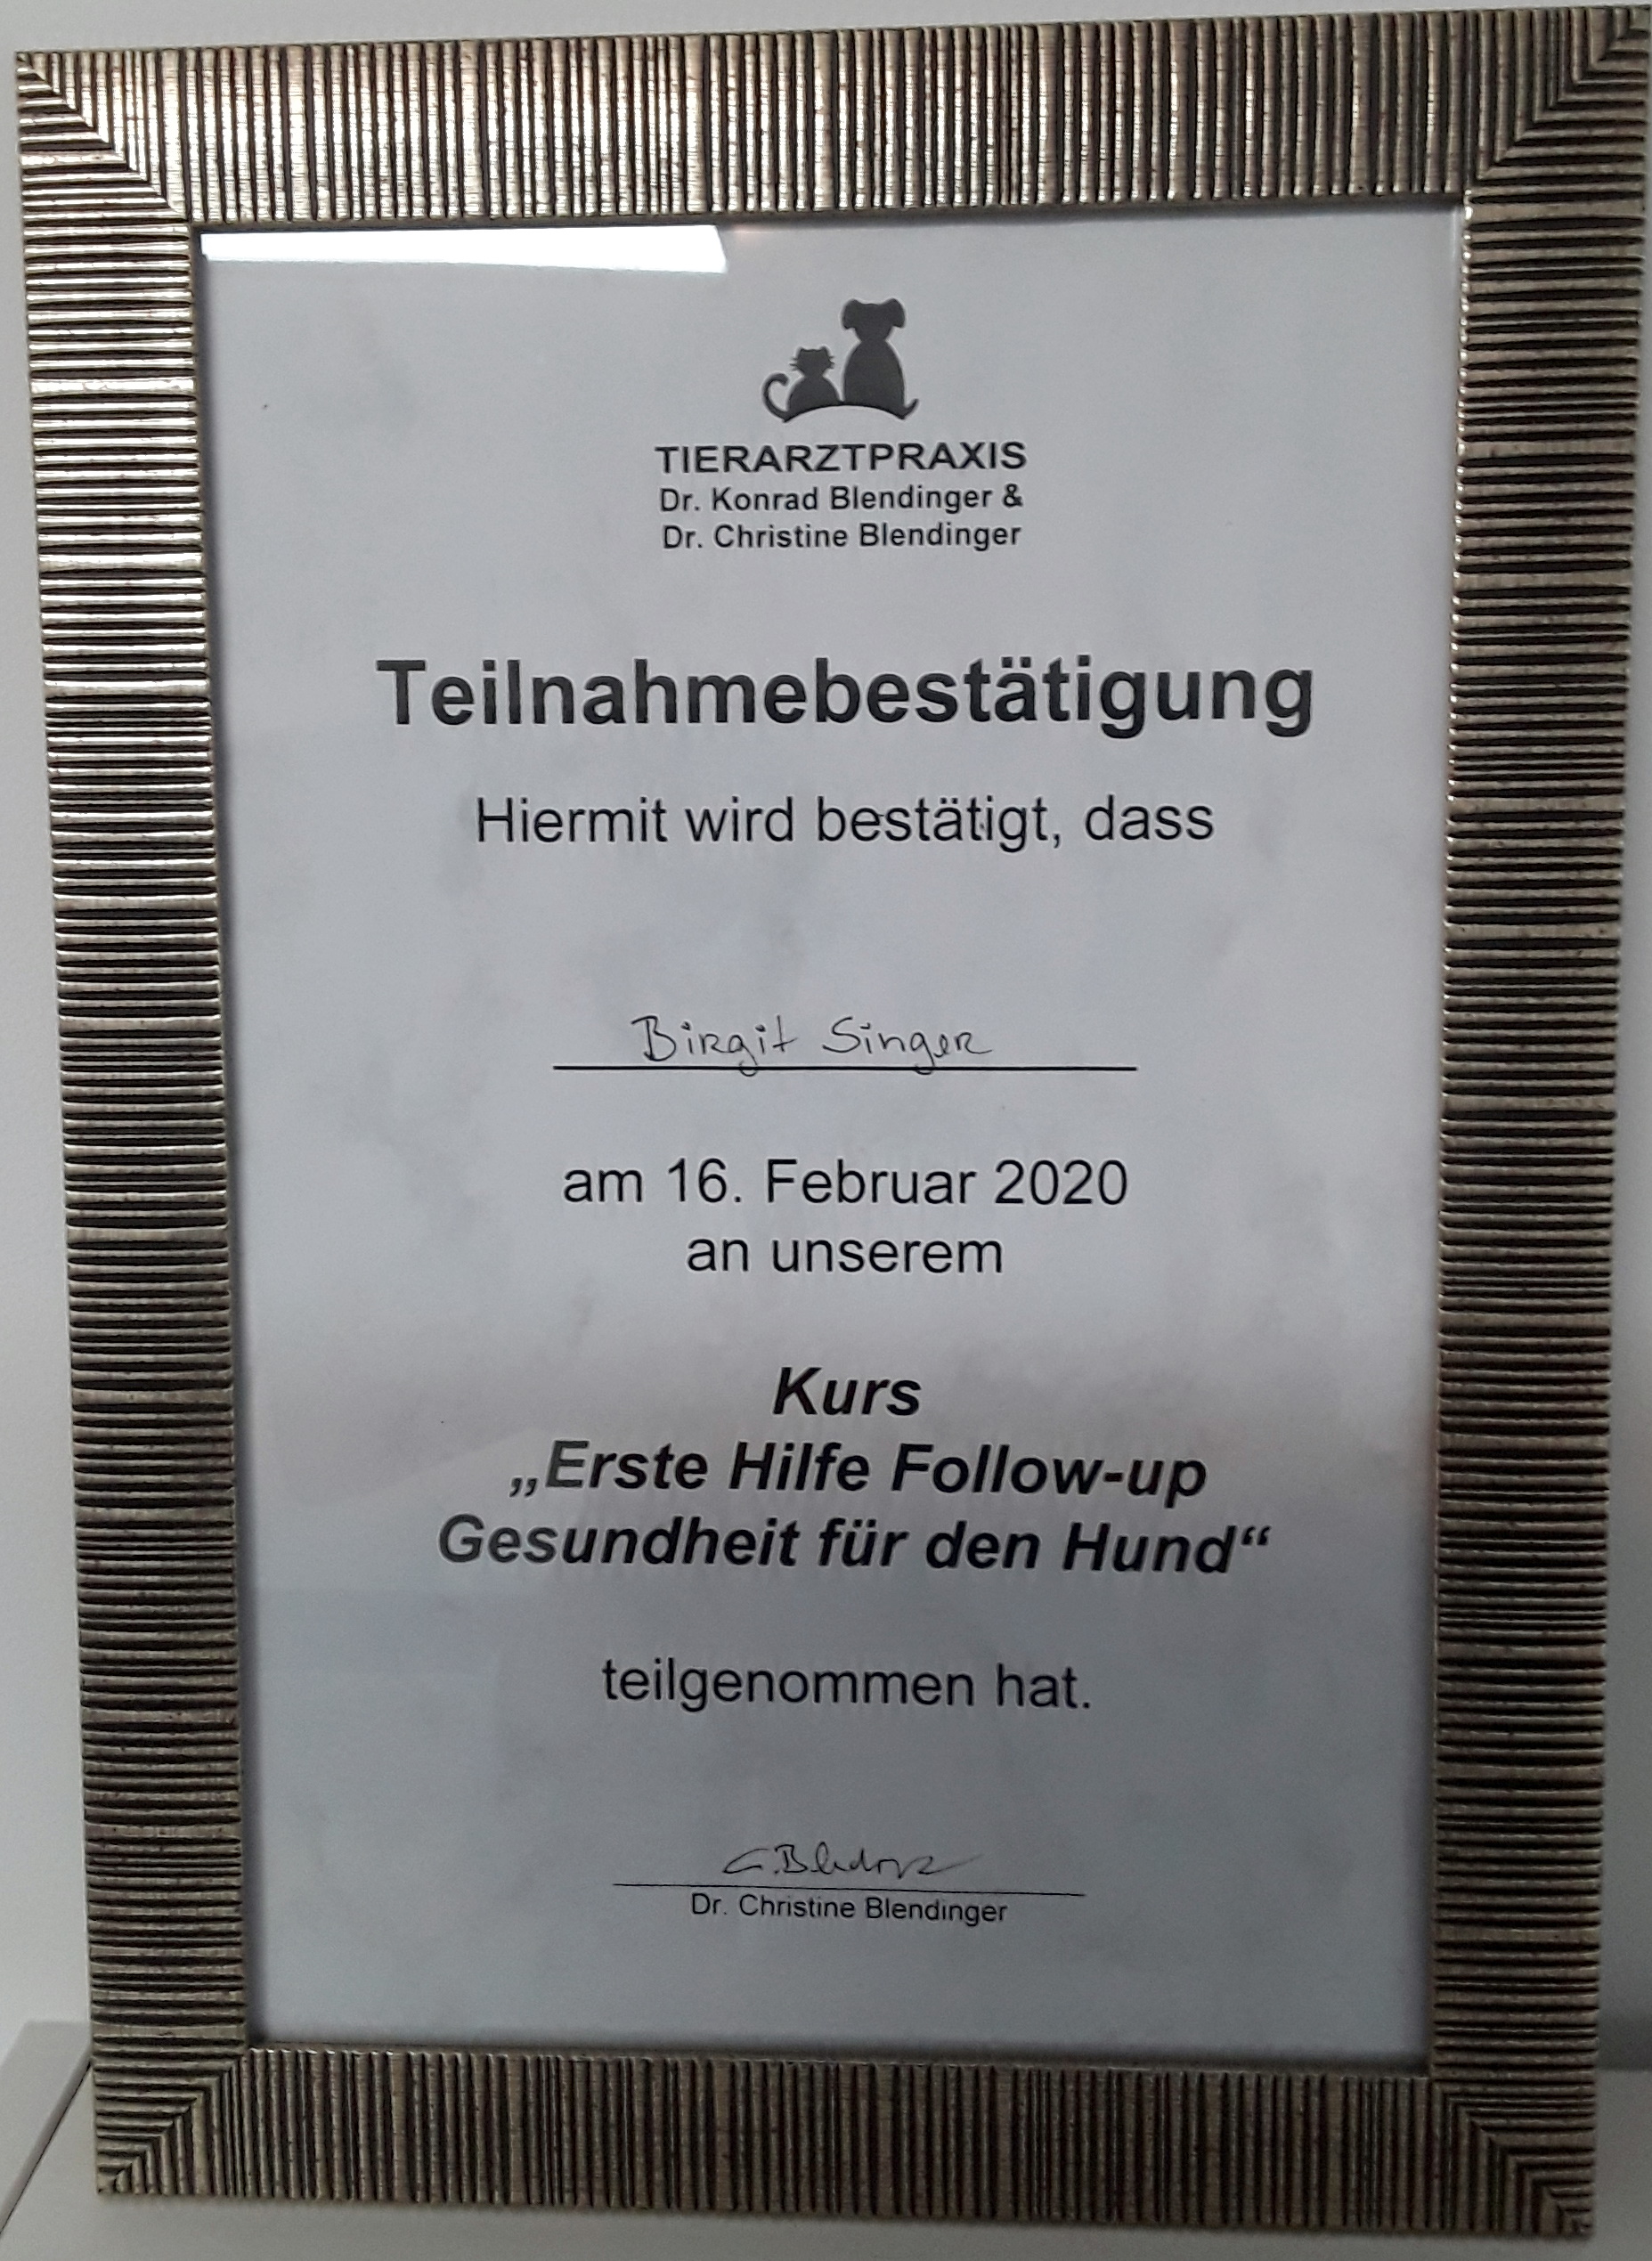 TIERARZTPRAXIS
Dr. Konrad Blendinger &
Dr. Christine Blendinger
Teilnahmebestätigung
Hiermit wird bestätigt, dass
Birgit Singer
am 16. Februar 2020
an unserem
Kurs
„Erste Hilfe Follow-up
Gesundheit für den Hund“
teilgenommen hat.
Dr. Christine Blendinger